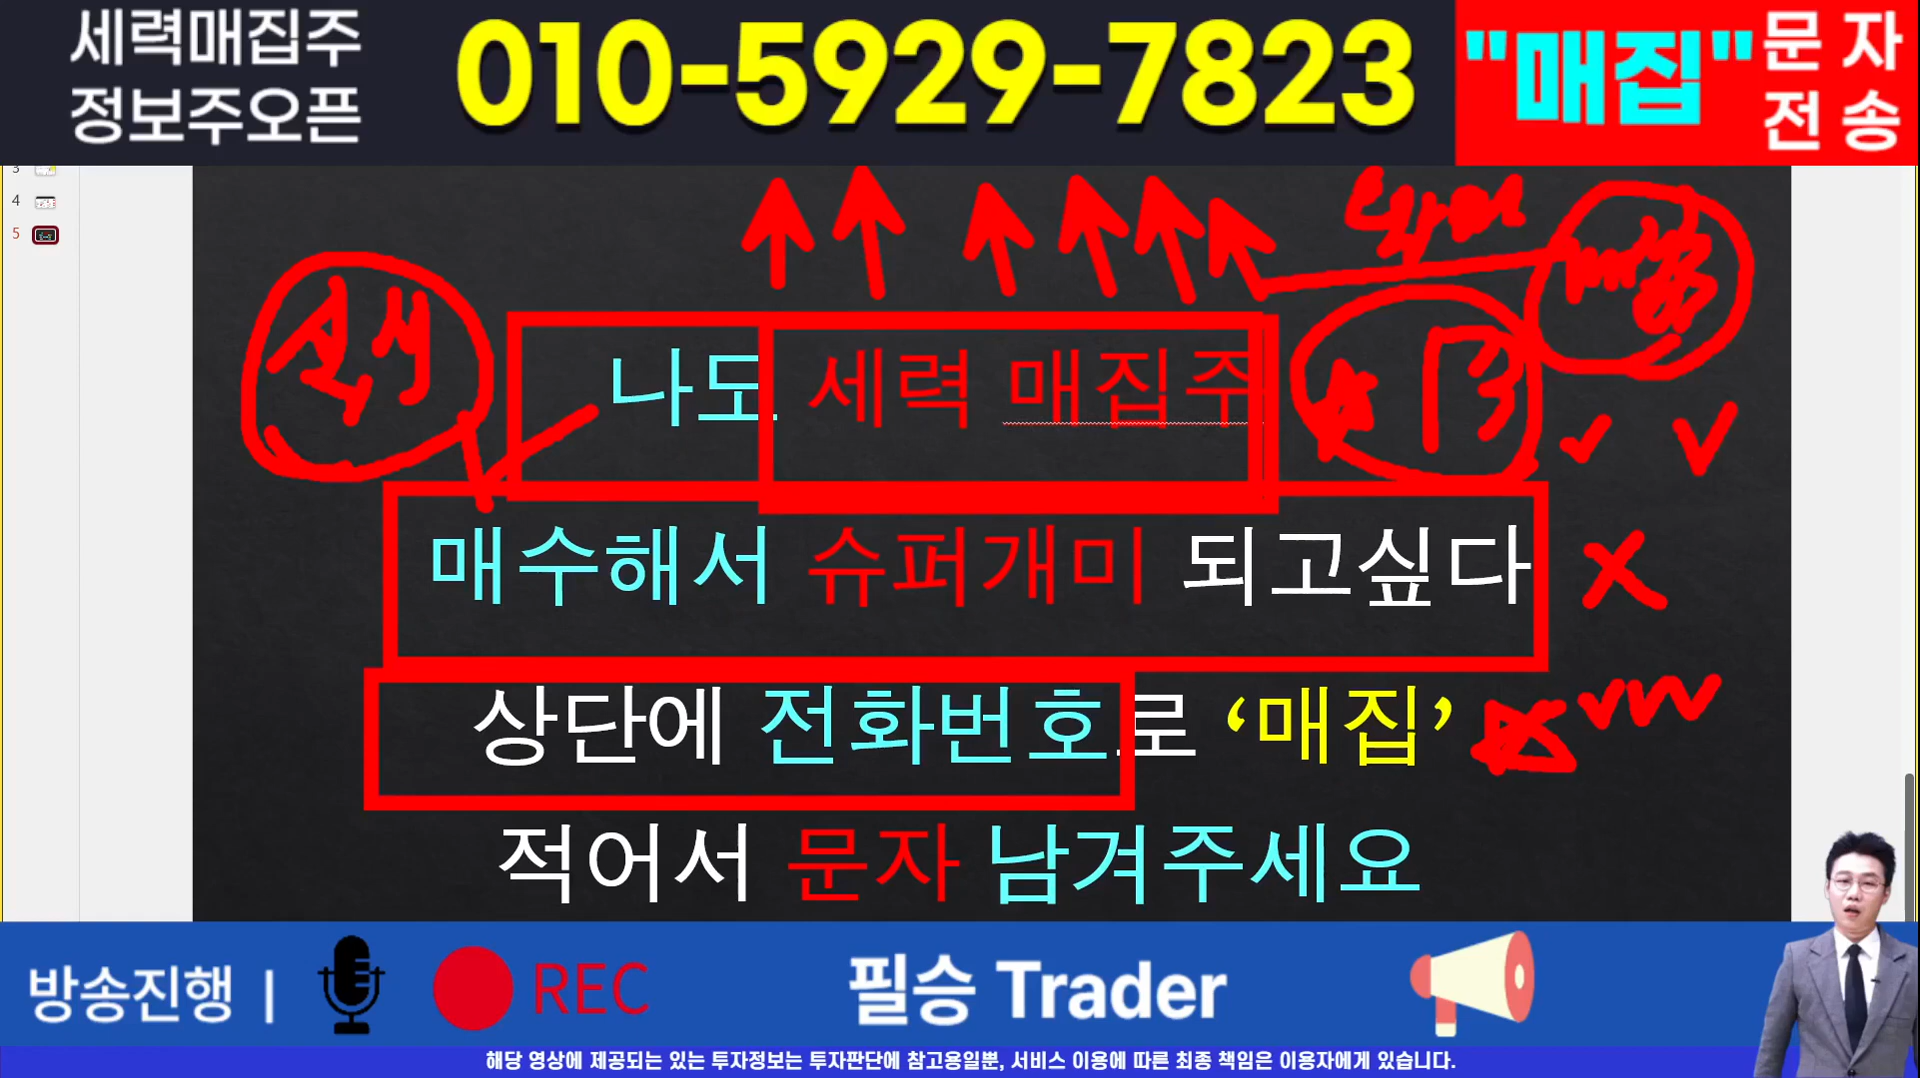 세력매집주
정보주오픈
010-5929-7823
"매집"
문자
전송
3
4
5
나도 세력 매집주
매수해서 슈퍼개미 되고싶다
상단에 전화번호로 ‘매집’
적어서 문자 남겨주세요
방송진행 |
REC
필승 Trader
해당 영상에 제공되는 있는 투자정보는 투자판단에 참고용일뿐, 서비스 이용에 따른 최종 책임은 이용자에게 있습니다.